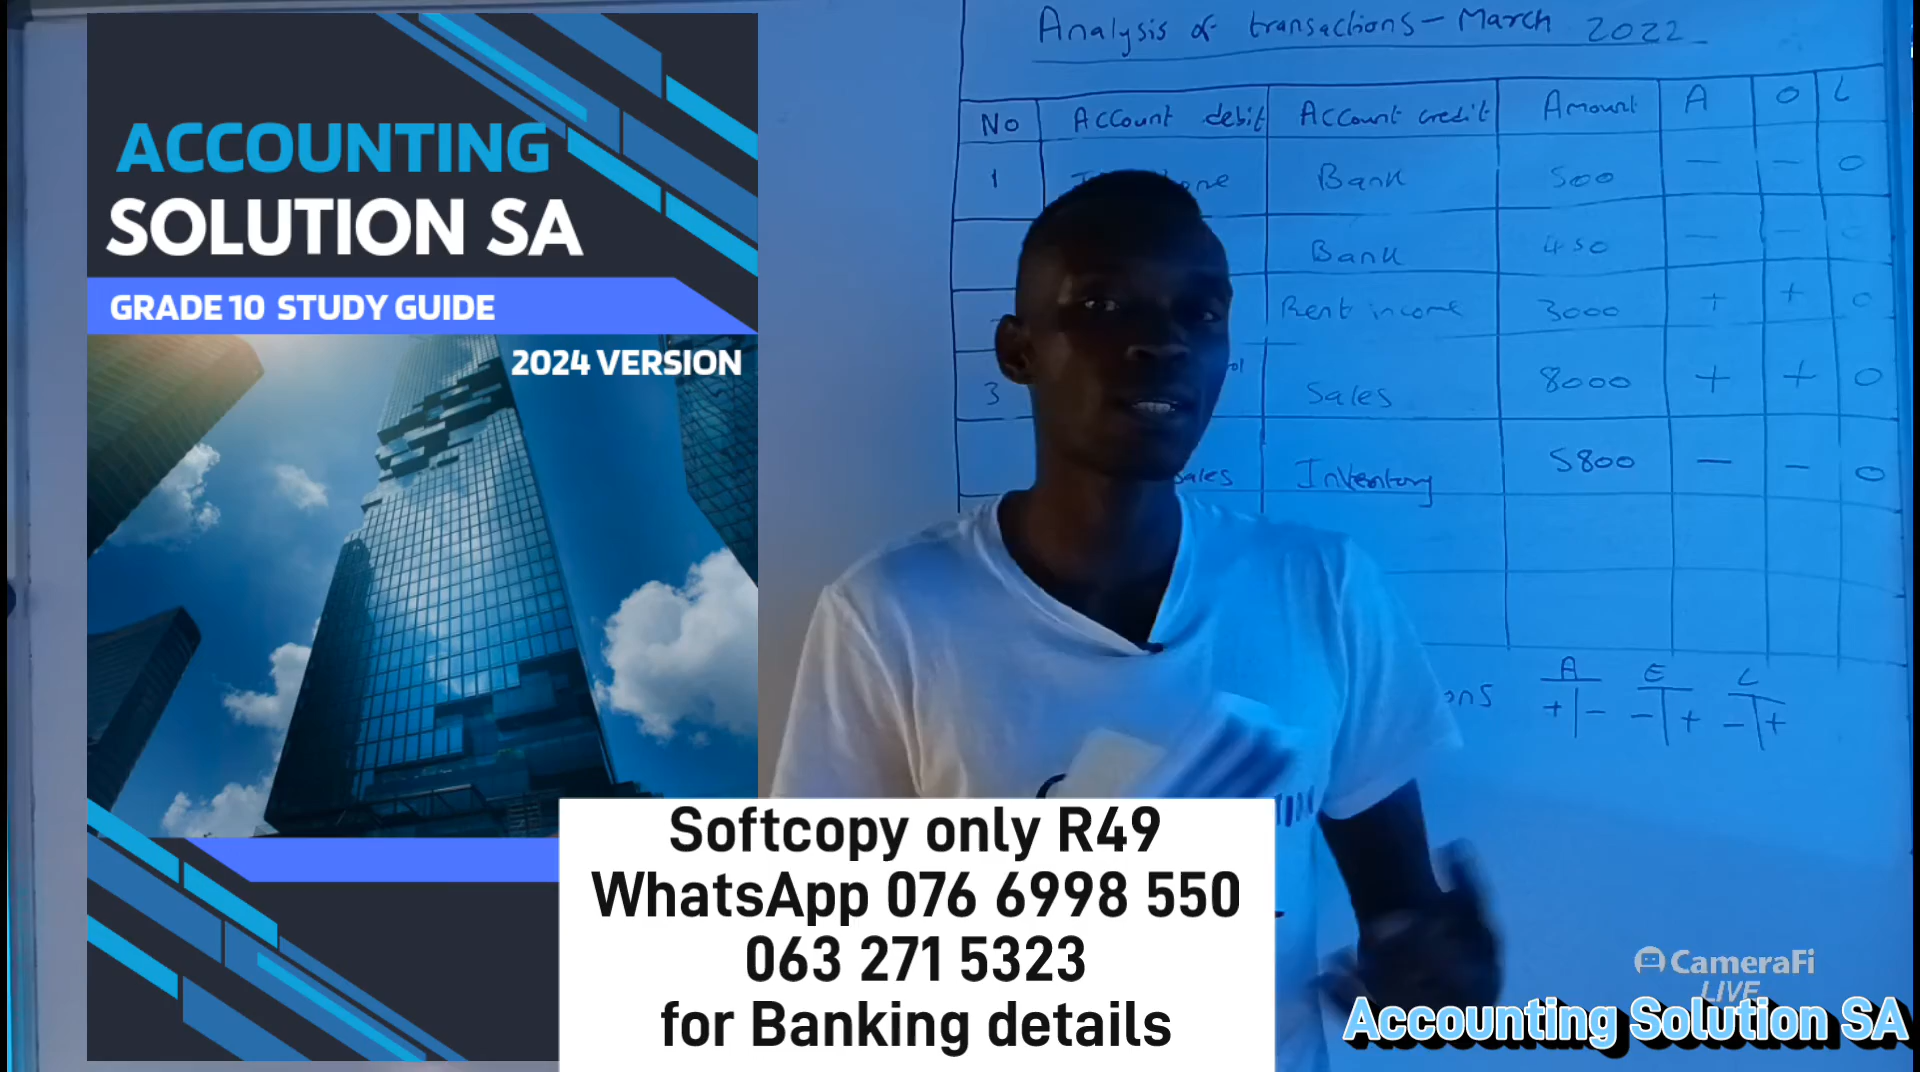 ACCOUNTING
SOLUTION SA
GRADE 10 STUDY GUIDE
2024 VERSION
Analysis of transactions - March 2022
No Account debit Account credit Amount A O L
1 Bank 500 - - 0
Bank 450 - -
Rent income 3000 + + 0
3 Sales 8000 + + 0
Sales Inventory 5800 - - 0
A E L
+ - - + - +
Softcopy only R49
WhatsApp 076 6998 550
063 271 5323
for Banking details
CameraFi
LIVE
Accounting Solution SA